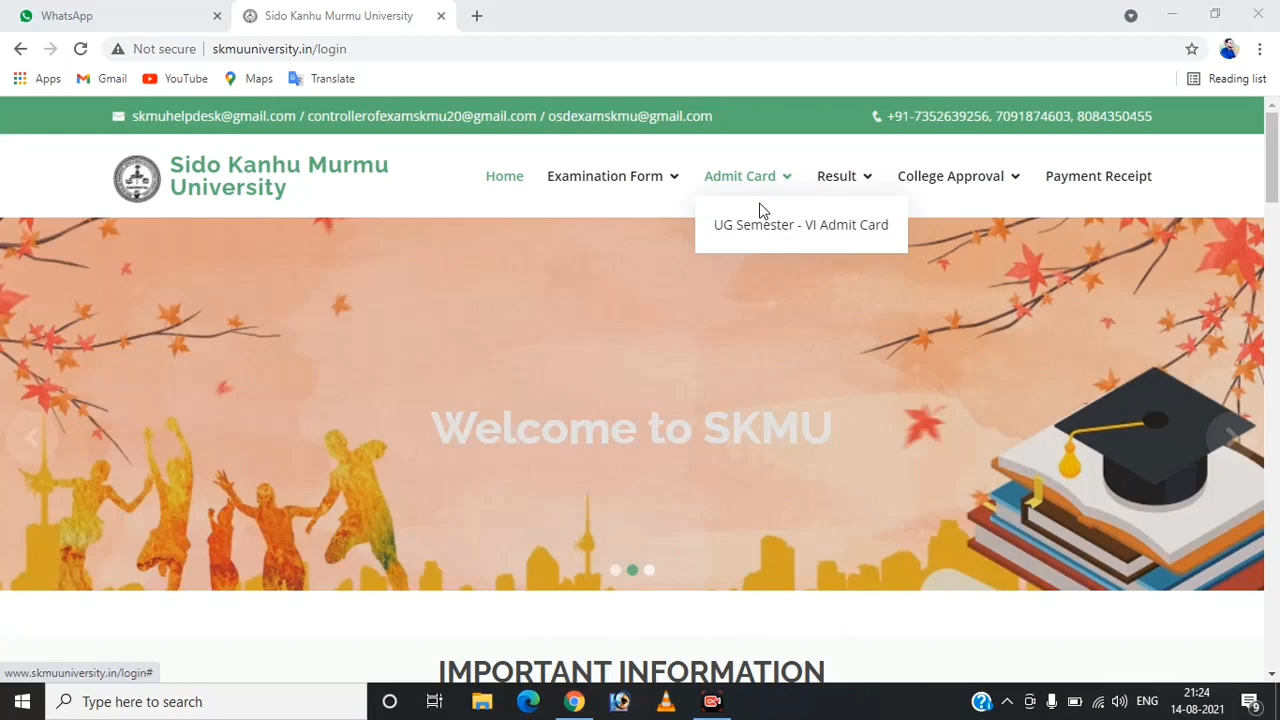 WhatsApp
Sido Kanhu Murmu University
Not secure
skmuuniversity.in/login
Apps
Gmail
YouTube
Maps
Translate
Reading list
skmuhelpdesk@gmail.com / controllerofexamskmu20@gmail.com / osdexamskmu@gmail.com
+91-7352639256, 7091874603, 8084350455
Sido Kanhu Murmu
University
Home
Examination Form
Admit Card
Result
College Approval
Payment Receipt
UG Semester - VI Admit Card
Welcome to SKMU
IMPORTANT INFORMATION
www.skmuuniversity.in/login#
Type here to search
ENG
21:24
14-08-2021
9